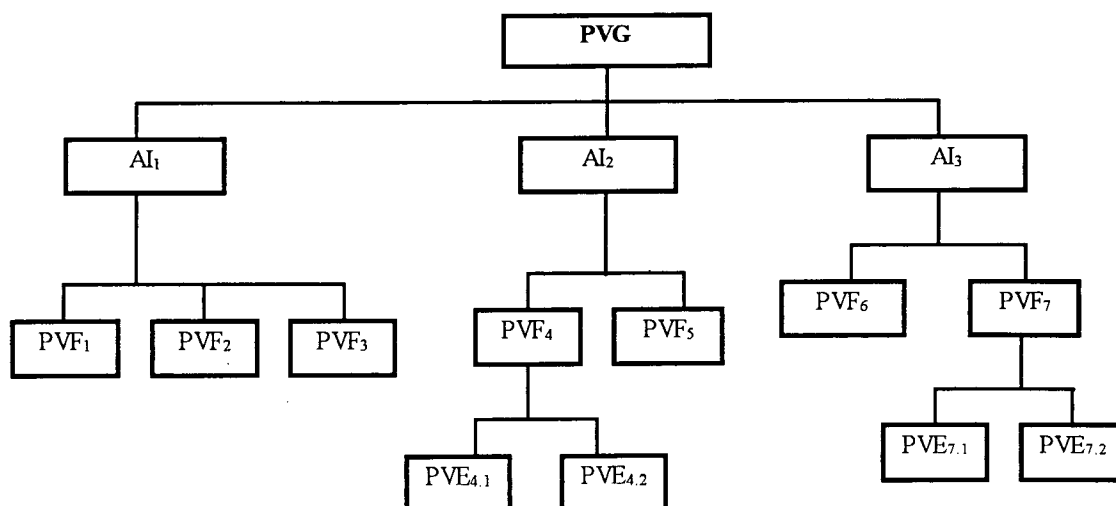 PVG
AI₁
AI₂
AI₃
PVF₁
PVF₂
PVF₃
PVF₄
PVF₅
PVF₆
PVF₇
PVE₄.₁
PVE₄.₂
PVE₇.₁
PVE₇.₂